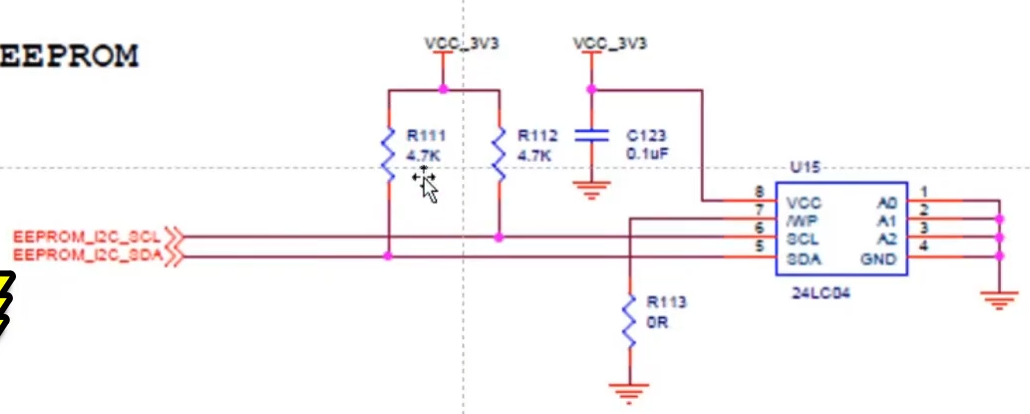 EEPROM
VCC_3V3
VCC_3V3
R111
4.7K
R112
4.7K
C123
0.1uF
U15
8
7
6
5
VCC
/WP
SCL
SDA
A0
A1
A2
GND
1
2
3
4
24LC04
EEPROM_I2C_SCL
EEPROM_I2C_SDA
R113
0R